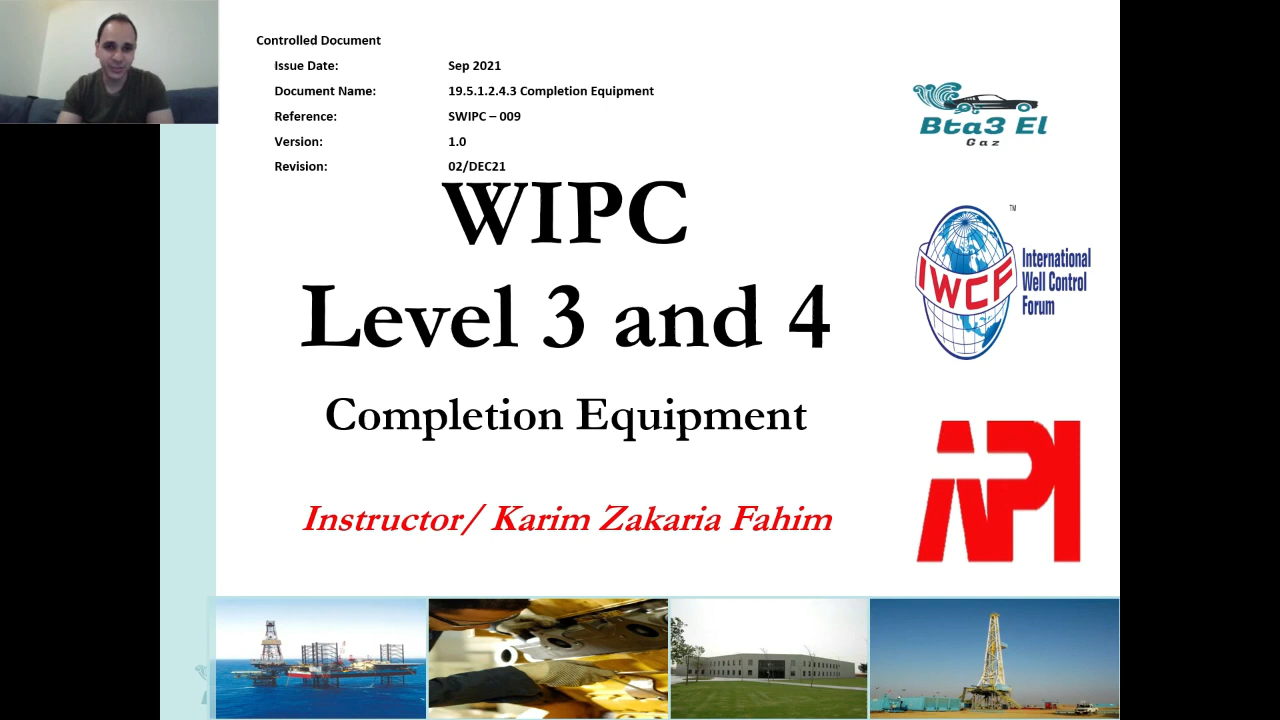 Controlled Document
Issue Date: Sep 2021
Document Name: 19.5.1.2.4.3 Completion Equipment
Reference: SWIPC – 009
Version: 1.0
Revision: 02/DEC21
WIPC
Level 3 and 4
Completion Equipment
Instructor/ Karim Zakaria Fahim
Bta3 El
Gaz
TM
IWCF
International
Well Control
Forum
API